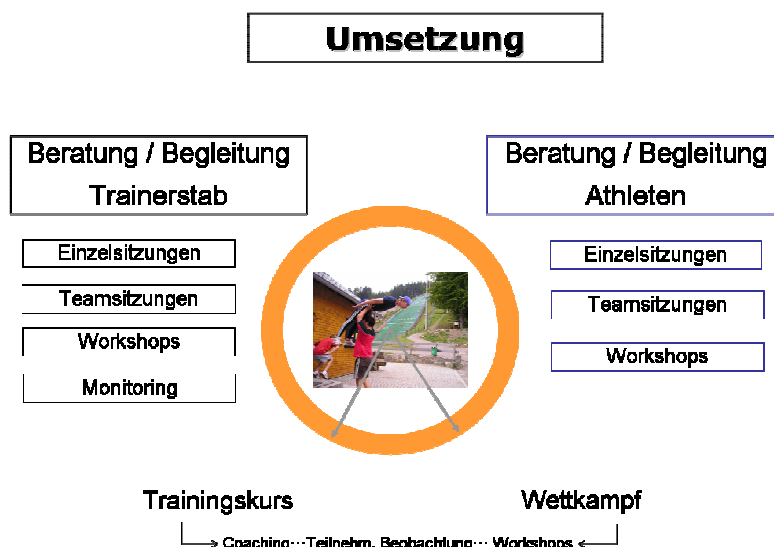 Umsetzung
Beratung / Begleitung
Trainerstab
Einzelsitzungen
Teamsitzungen
Workshops
Monitoring
Beratung / Begleitung
Athleten
Einzelsitzungen
Teamsitzungen
Workshops
Trainingskurs
Wettkampf
Coaching···Teilnehm. Beobachtung··· Workshops